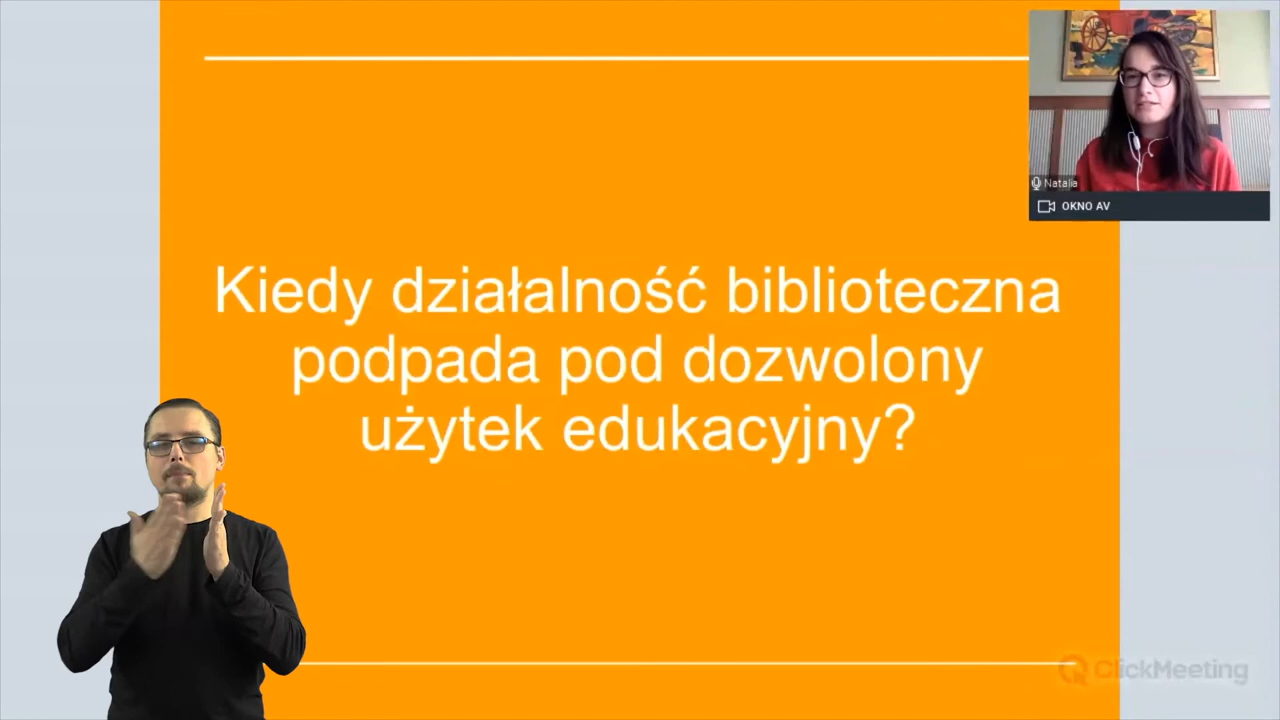 Natalia
OKNO AV
Kiedy działalność biblioteczna
podpada pod dozwolony
użytek edukacyjny?
ClickMeeting